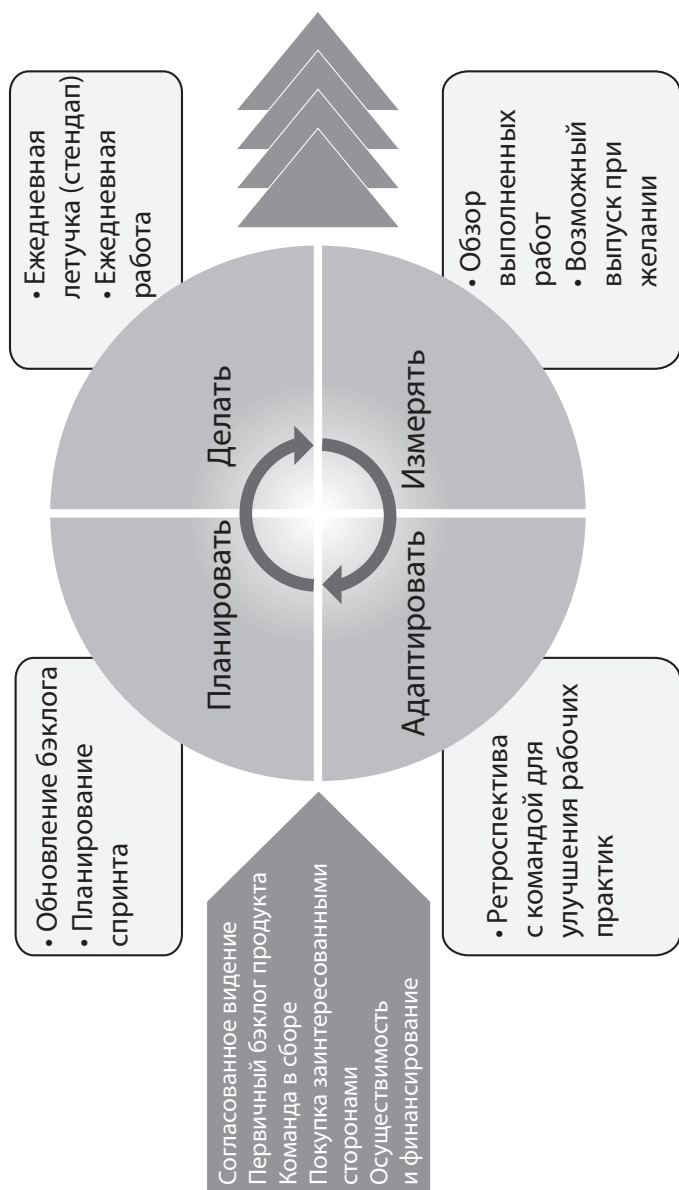 Согласованное видение
Первичный бэклог продукта
Команда в сборе
Покупка заинтересованными
сторонами
Осуществимость
и финансирование
• Обновление бэклога
• Планирование
спринта
Планировать
Делать
• Ежедневная
летучка (стендап)
• Ежедневная
работа
Адаптировать
Измерять
• Ретроспектива
с командой для
улучшения рабочих
практик
• Обзор
выполненных
работ
• Возможный
выпуск при
желании